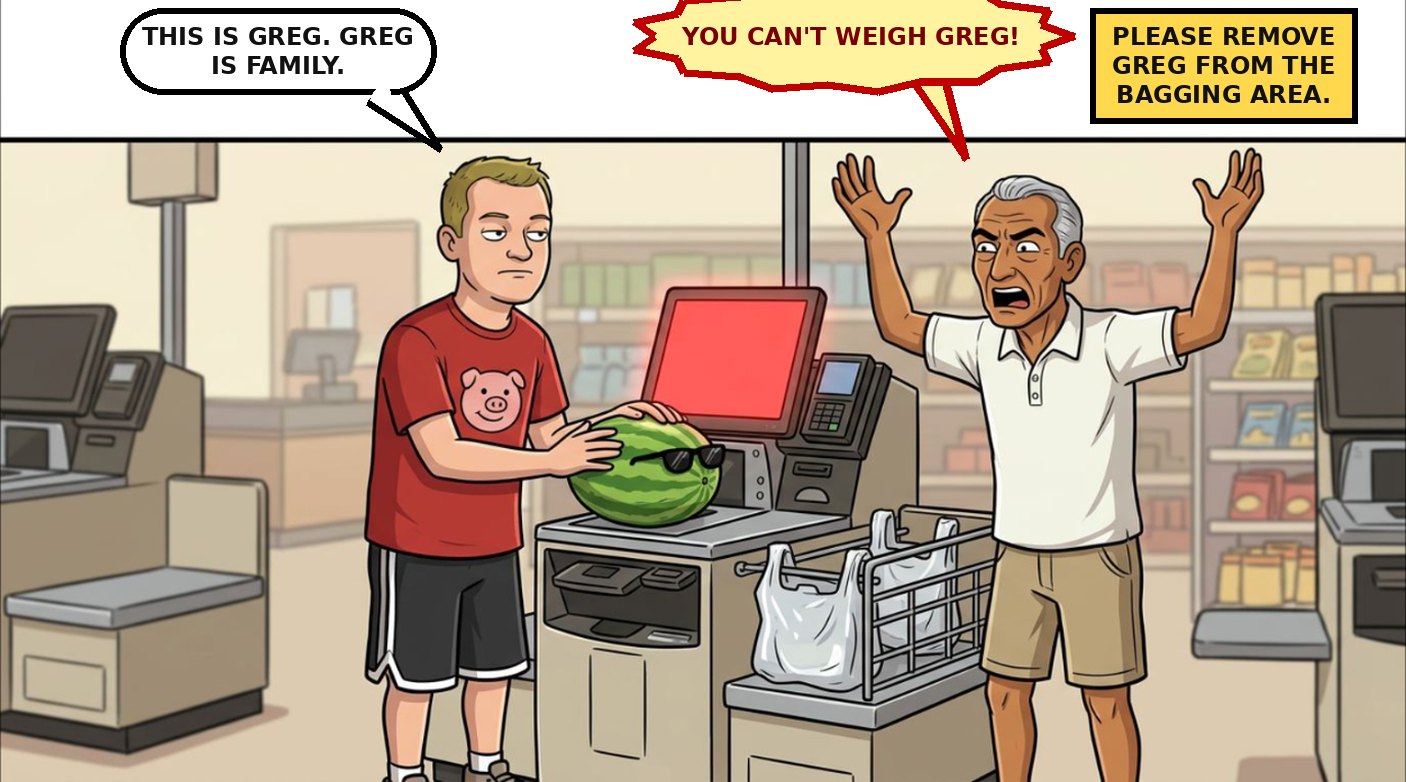 THIS IS GREG. GREG
IS FAMILY.
YOU CAN'T WEIGH GREG!
PLEASE REMOVE
GREG FROM THE
BAGGING AREA.